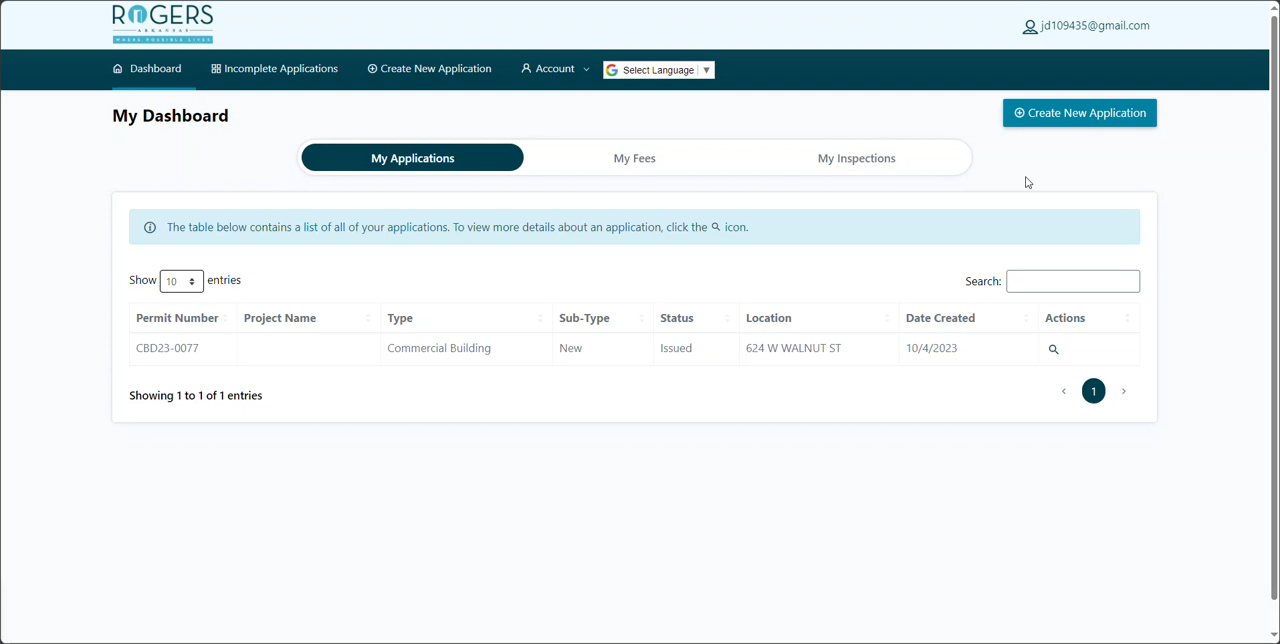 ROGERS
ARKANSAS
WHERE POSSIBLE LIVES
jd109435@gmail.com
Dashboard Incomplete Applications Create New Application Account Select Language ▼
My Dashboard
Create New Application
My Applications My Fees My Inspections
The table below contains a list of all of your applications. To view more details about an application, click the icon.
Show 10 entries Search:
Permit Number Project Name Type Sub-Type Status Location Date Created Actions
CBD23-0077 Commercial Building New Issued 624 W WALNUT ST 10/4/2023
Showing 1 to 1 of 1 entries ‹ 1 ›